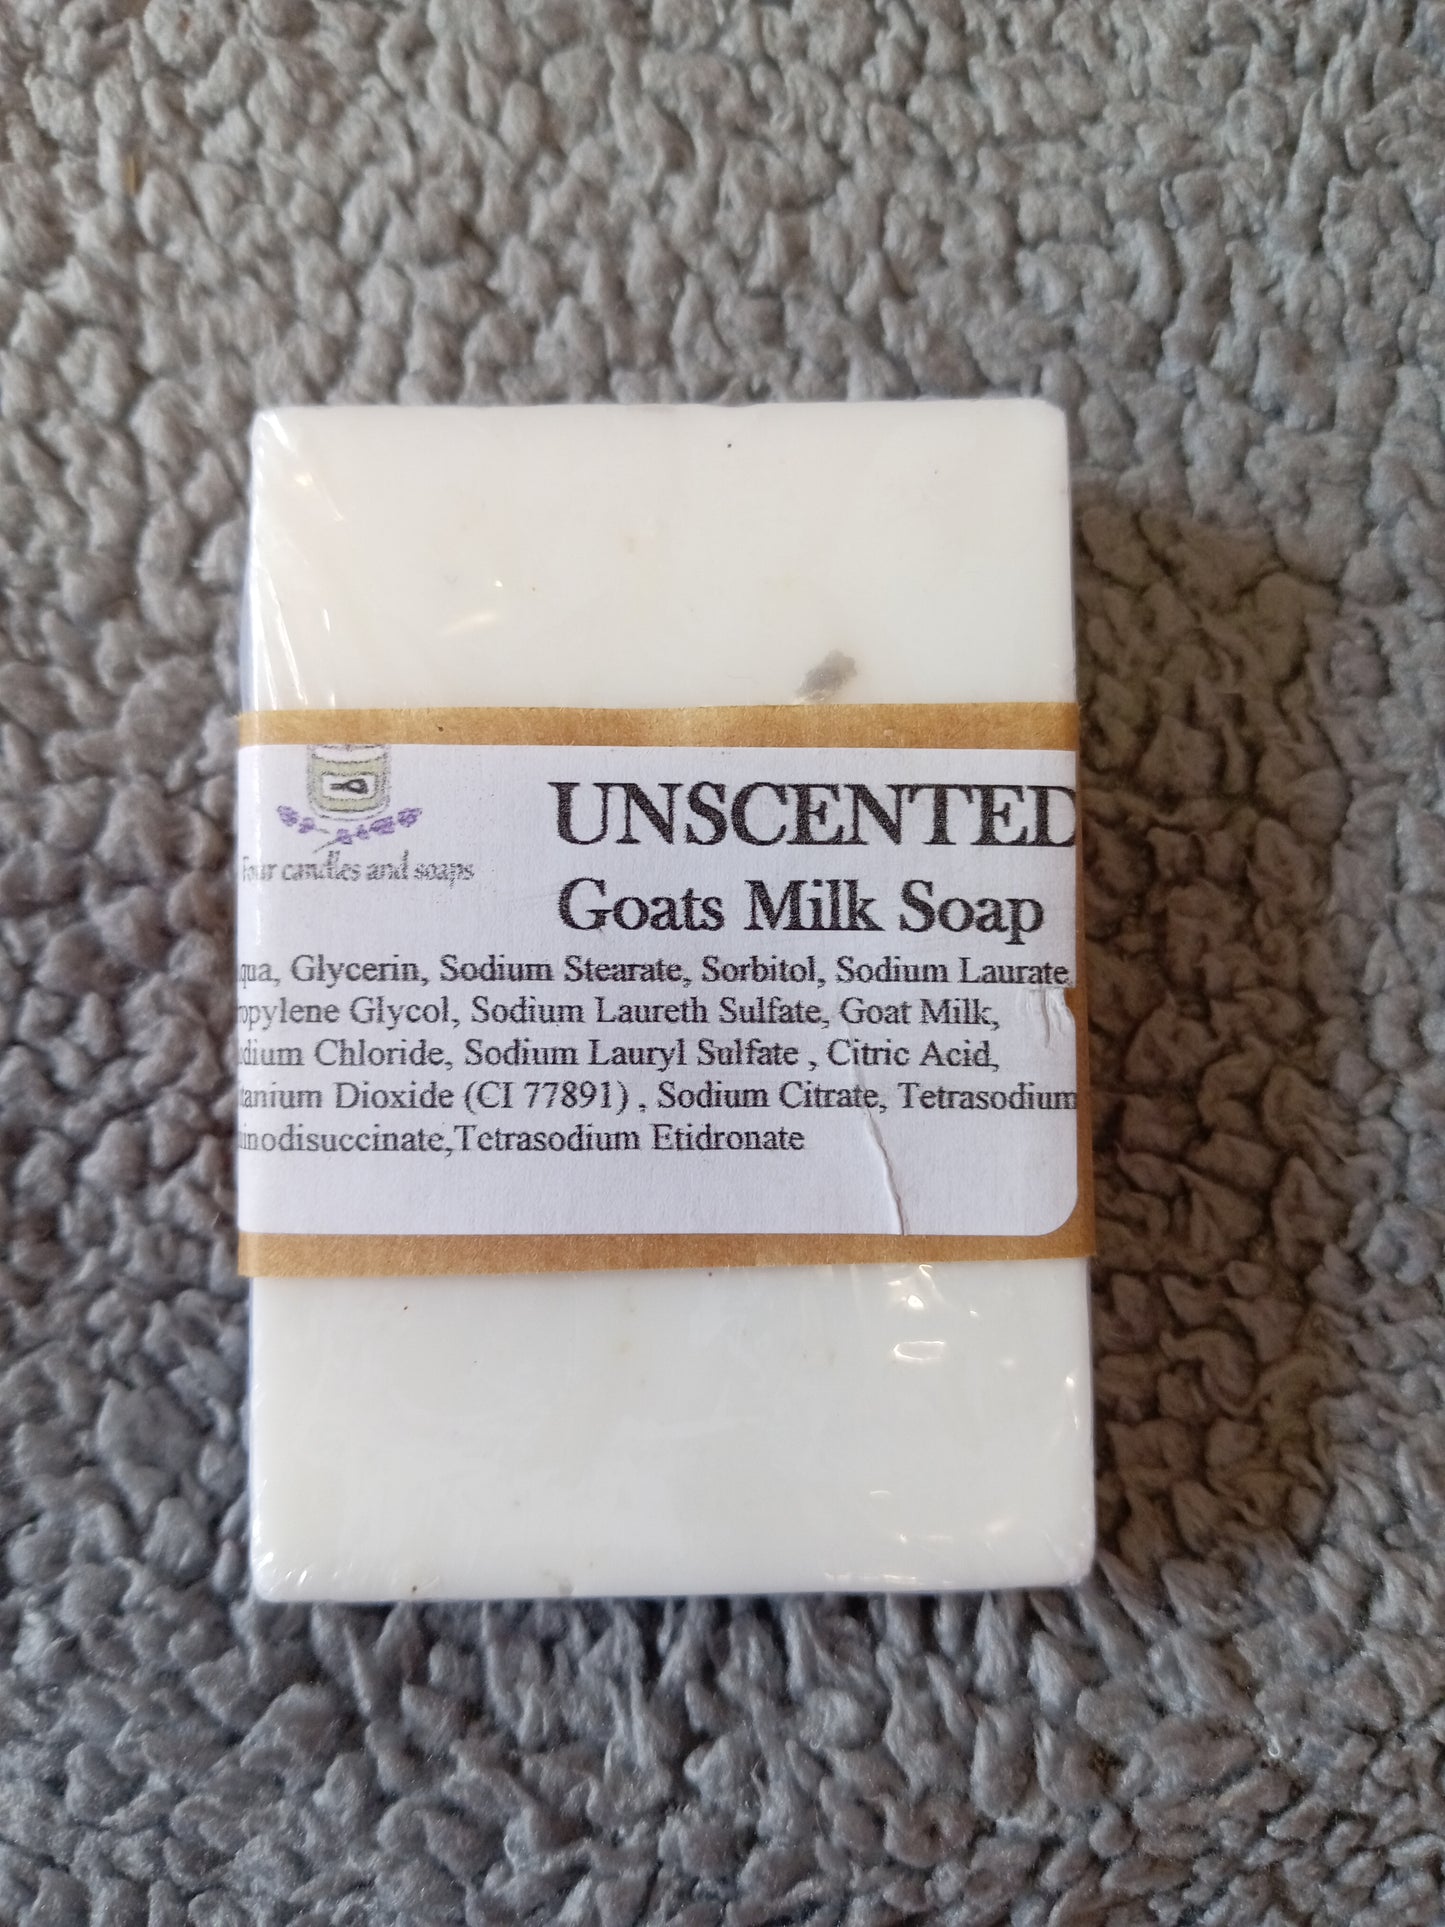 UNSCENTED
Goats Milk Soap
Four candles and soaps
qua, Glycerin, Sodium Stearate, Sorbitol, Sodium Laurate,
opylene Glycol, Sodium Laureth Sulfate, Goat Milk,
dium Chloride, Sodium Lauryl Sulfate , Citric Acid,
tanium Dioxide (CI 77891) , Sodium Citrate, Tetrasodium
inodisuccinate,Tetrasodium Etidronate